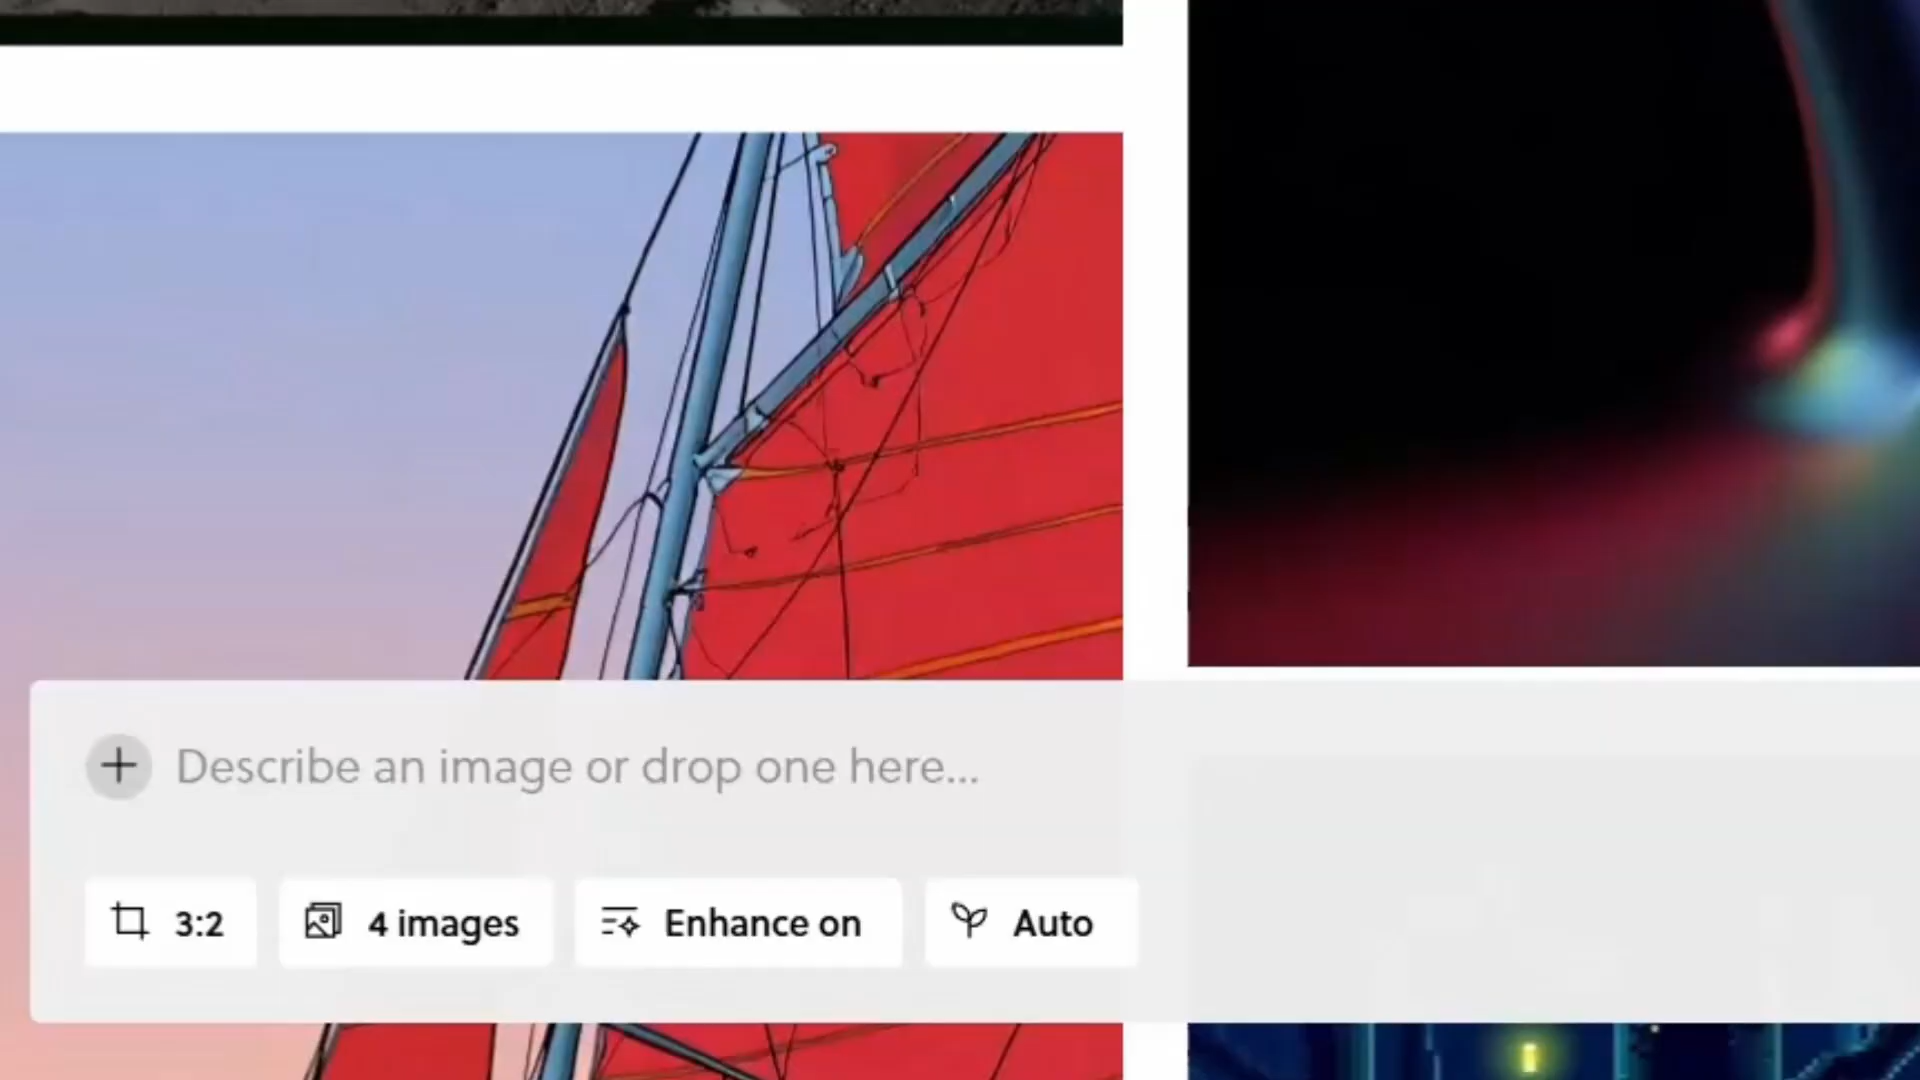 Describe an image or drop one here...
3:2
4 images
Enhance on
Auto